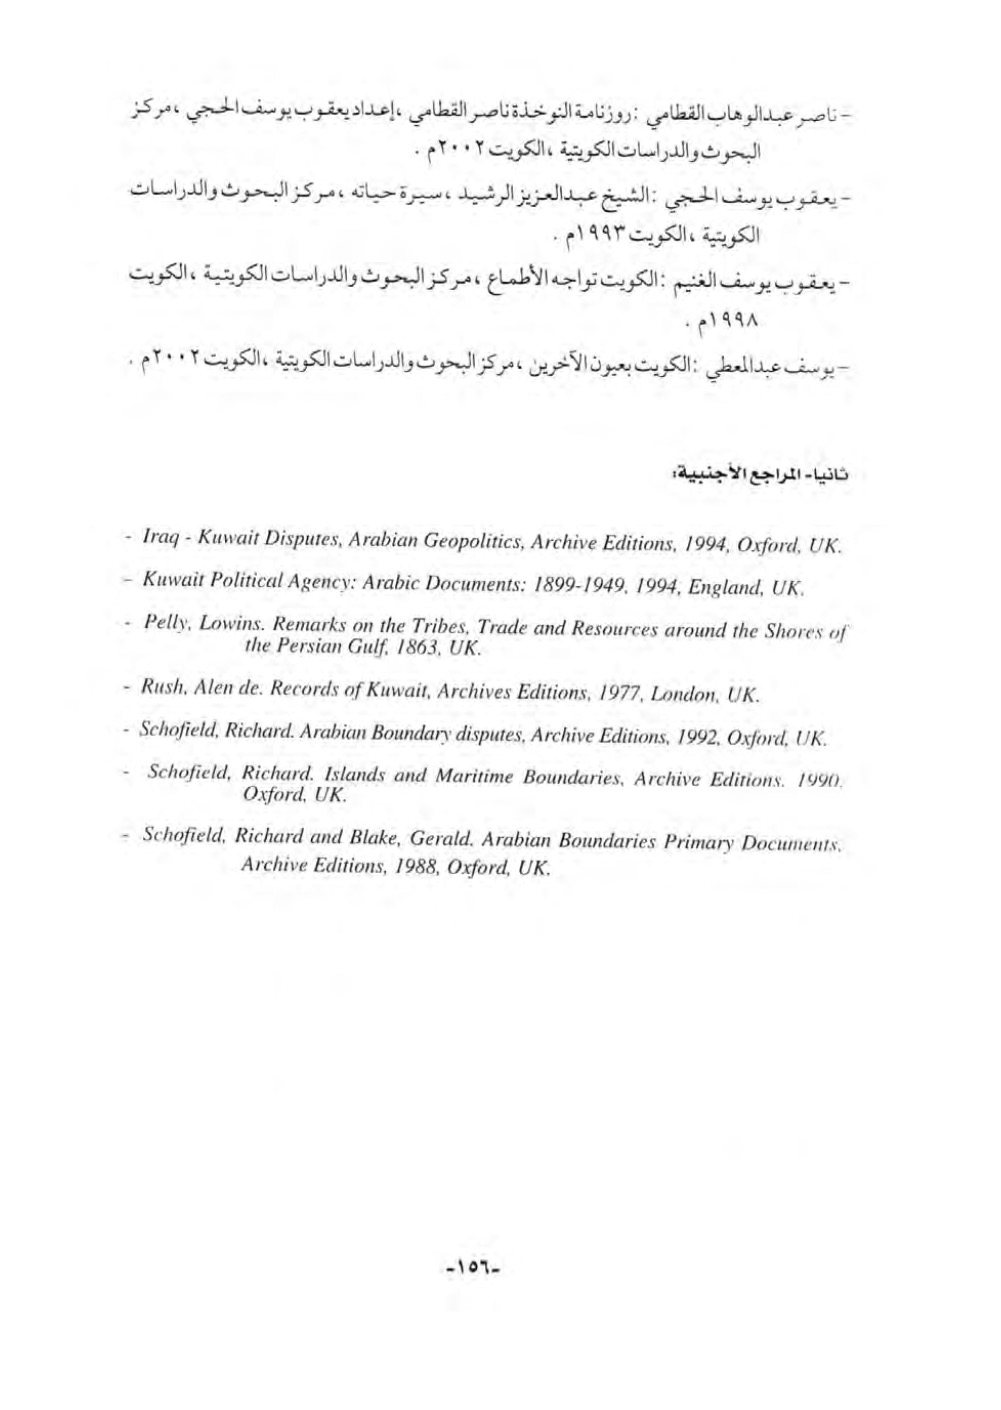 - ناصر عبدالوهاب القطامي : روزنامة النوخذة ناصر القطامي ، إعداد يعقوب يوسف الحجي ، مركز
البحوث والدراسات الكويتية ، الكويت ٢٠٠٢م .
- يعقوب يوسف الحجي : الشيخ عبدالعزيز الرشيد ، سيرة حياته ، مركز البحوث والدراسات
الكويتية ، الكويت ١٩٩٣م .
- يعقوب يوسف الغنيم : الكويت تواجه الأطماع ، مركز البحوث والدراسات الكويتية ، الكويت
١٩٩٨م .
- يوسف عبدالمعطي : الكويت بعيون الآخرين ، مركز البحوث والدراسات الكويتية ، الكويت ٢٠٠٢م .
ثانيا- المراجع الأجنبية:
- Iraq - Kuwait Disputes, Arabian Geopolitics, Archive Editions, 1994, Oxford, UK.
- Kuwait Political Agency: Arabic Documents: 1899-1949, 1994, England, UK.
- Pelly, Lowins. Remarks on the Tribes, Trade and Resources around the Shores of
the Persian Gulf, 1863, UK.
- Rush, Alen de. Records of Kuwait, Archives Editions, 1977, London, UK.
- Schofield, Richard. Arabian Boundary disputes, Archive Editions, 1992, Oxford, UK.
- Schofield, Richard. Islands and Maritime Boundaries, Archive Editions. 1990.
Oxford, UK.
- Schofield, Richard and Blake, Gerald. Arabian Boundaries Primary Documents,
Archive Editions, 1988, Oxford, UK.
-١٥٦-